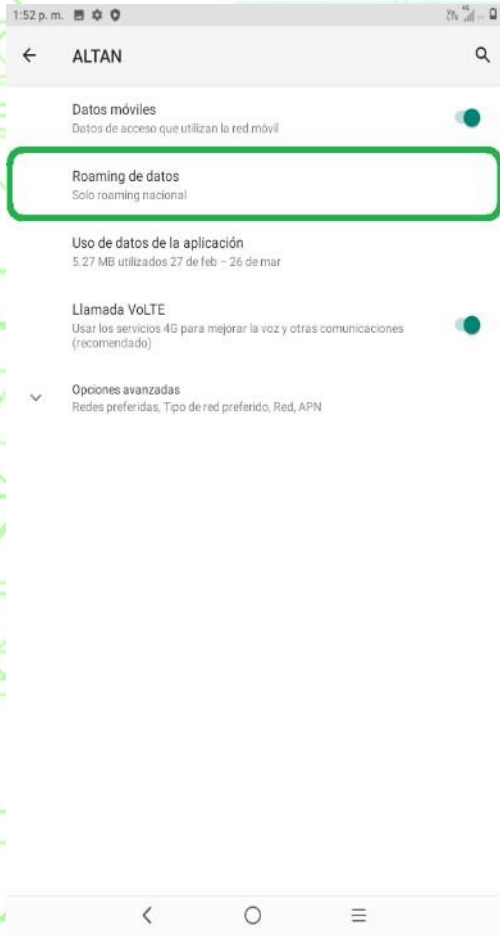 1:52 p. m.
4G
ALTAN
Datos móviles
Datos de acceso que utilizan la red móvil
Roaming de datos
Solo roaming nacional
Uso de datos de la aplicación
5.27 MB utilizados 27 de feb – 26 de mar
Llamada VoLTE
Usar los servicios 4G para mejorar la voz y otras comunicaciones
(recomendado)
Opciones avanzadas
Redes preferidas, Tipo de red preferido, Red, APN